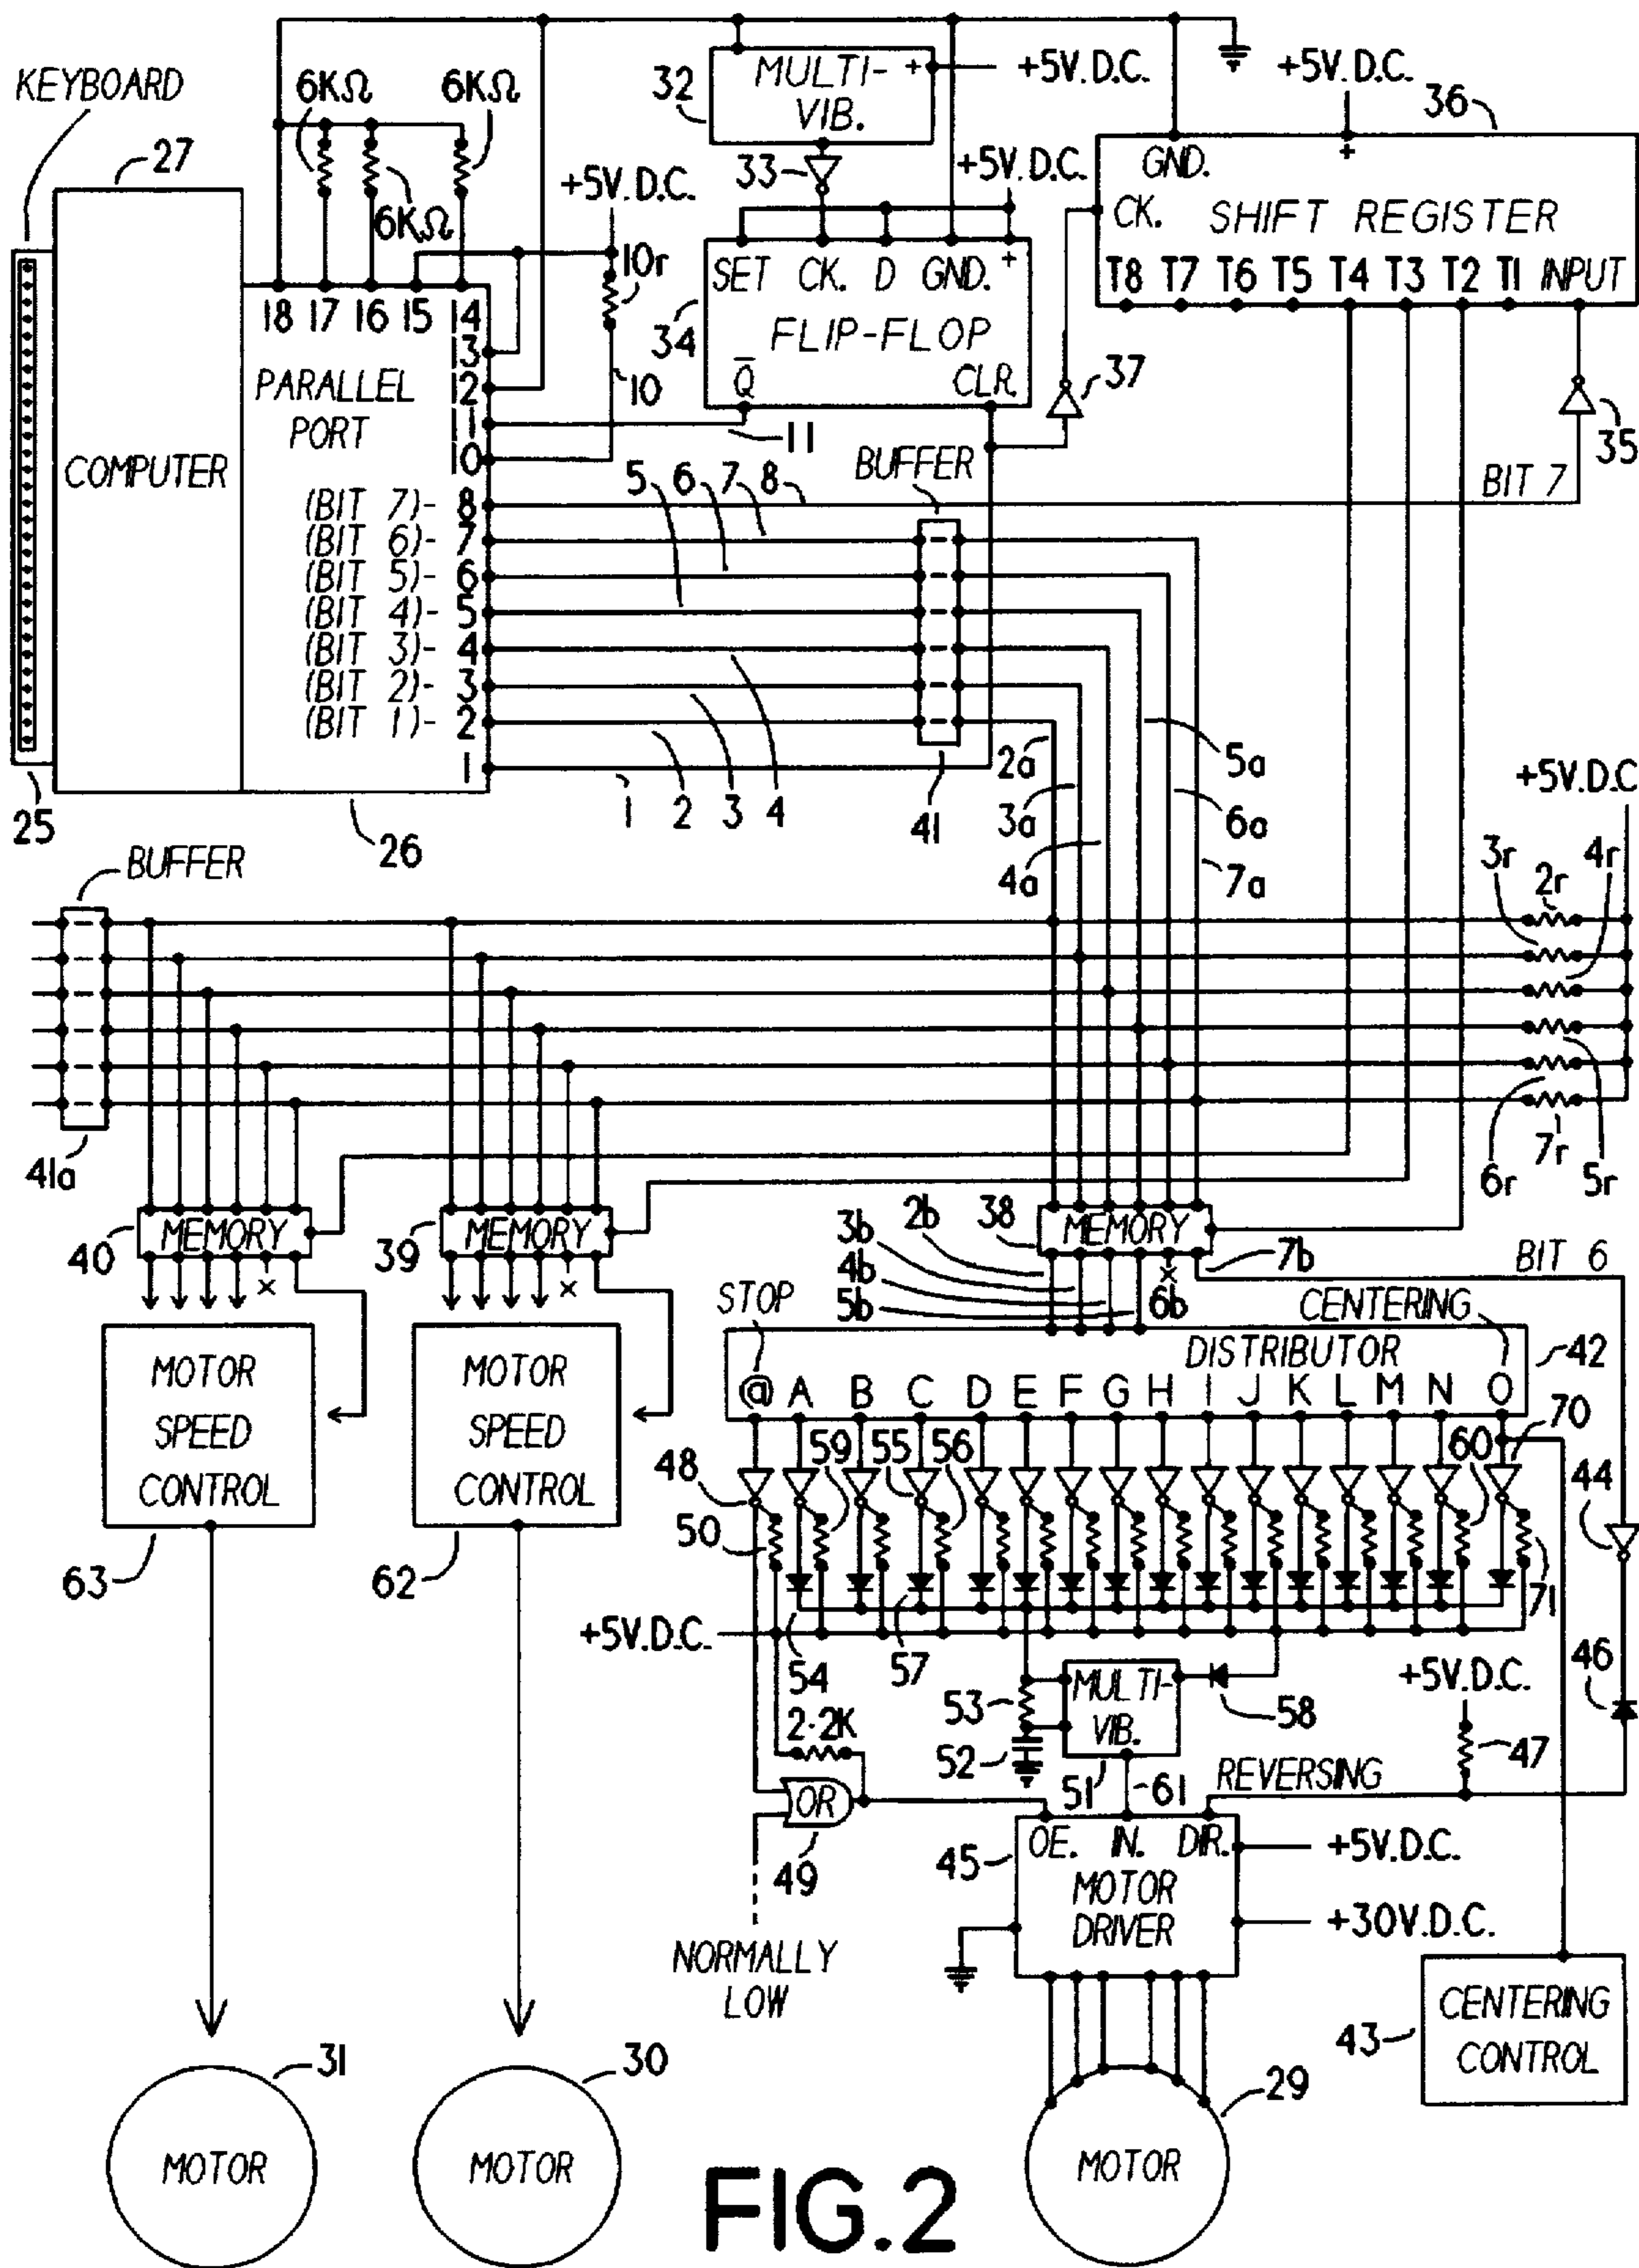 KEYBOARD
27
6KΩ
6KΩ
6KΩ
+5V.D.C.
10r
10
32
MULTI- +
VIB.
+5V.D.C.
33
+5V.D.C.
SET CK. D GND. +
34
FLIP-FLOP
Q̅ CLR.
11
37
+5V.D.C.
36
GND. +
CK. SHIFT REGISTER
T8 T7 T6 T5 T4 T3 T2 T1 INPUT
35
BIT 7
COMPUTER
18 17 16 15 14
13
12
11
10
PARALLEL
PORT
(BIT 7)- 8
(BIT 6)- 7
(BIT 5)- 6
(BIT 4)- 5
(BIT 3)- 4
(BIT 2)- 3
(BIT 1)- 2
1
5 6 7 8
BUFFER
25
26
1 2 3 4
41
2a
3a
4a
5a
6a
7a
+5V.D.C
3r 4r
2r
BUFFER
41a
7r
6r 5r
40
MEMORY
39
MEMORY
38
MEMORY
3b 2b
4b
5b
x
x
x
6b
7b
BIT 6
STOP
CENTERING
DISTRIBUTOR
42
@ A B C D E F G H I J K L M N O
MOTOR
SPEED
CONTROL
63
MOTOR
SPEED
CONTROL
62
48
59
55
56
60
70
44
50
71
+5V.D.C.
54
57
53
52
MULTI-
VIB.
51
58
61
+5V.D.C.
46
47
2.2K
REVERSING
OR
49
NORMALLY
LOW
45
OE. IN. DIR.
MOTOR
DRIVER
+5V.D.C.
+30V.D.C.
43
CENTERING
CONTROL
31
MOTOR
30
MOTOR
29
MOTOR
FIG.2